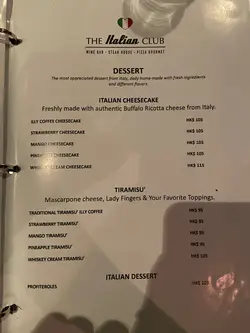 THE Italian CLUB
WINE BAR - STEAK HOUSE - PIZZA GOURMET
DESSERT
The most appreciated dessert from Italy, daily home made with fresh ingredients
and different flavors.
ITALIAN CHEESECAKE
Freshly made with authentic Buffalo Ricotta cheese from Italy.
ILLY COFFEE CHEESECAKE HK$ 105
STRAWBERRY CHEESECAKE HK$ 105
MANGO CHEESECAKE HK$ 105
PINEAPPLE CHEESECAKE HK$ 105
CREAM CHEESECAKE HK$ 115
TIRAMISU'
Mascarpone cheese, Lady Fingers & Your Favorite Toppings.
TRADITIONAL TIRAMISU' ILLY COFFEE HK$ 95
STRAWBERRY TIRAMISU' HK$ 95
MANGO TIRAMISU' HK$ 95
PINEAPPLE TIRAMISU' HK$ 95
WHISKEY CREAM TIRAMISU' HK$ 115
ITALIAN DESSERT
PROFITEROLES HK$